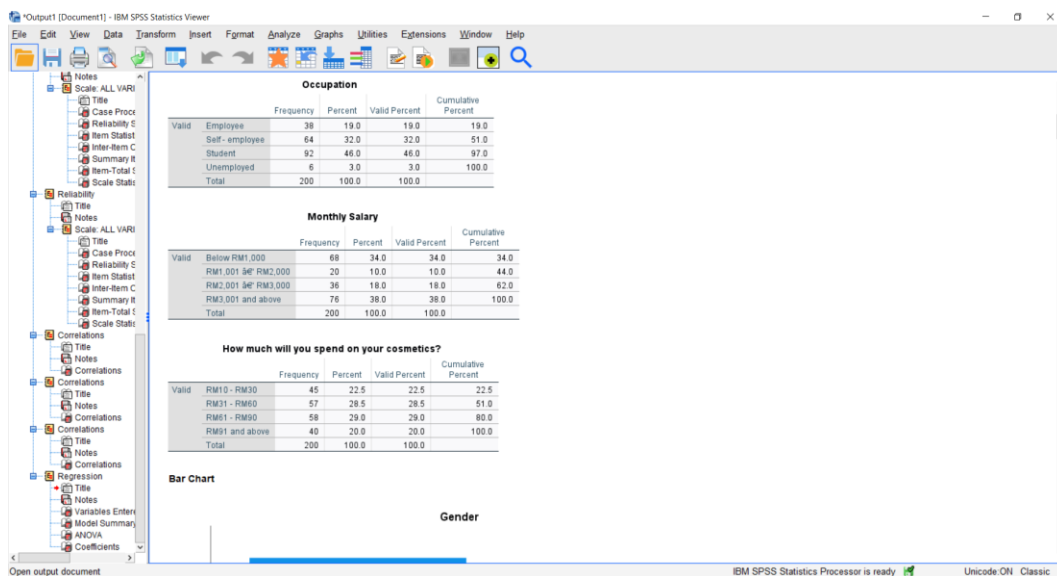 *Output1 [Document1] - IBM SPSS Statistics Viewer
File Edit View Data Transform Insert Format Analyze Graphs Utilities Extensions Window Help
Notes
Scale: ALL VARI
Title
Case Proce
Reliability S
Item Statist
Inter-Item C
Summary It
Item-Total S
Scale Statis
Reliability
Title
Notes
Scale: ALL VARI
Title
Case Proce
Reliability S
Item Statist
Inter-Item C
Summary It
Item-Total S
Scale Statis
Correlations
Title
Notes
Correlations
Correlations
Title
Notes
Correlations
Correlations
Title
Notes
Correlations
Regression
Title
Notes
Variables Enter
Model Summary
ANOVA
Coefficients
Occupation
Frequency Percent Valid Percent Cumulative Percent
Valid Employee 38 19.0 19.0 19.0
Self - employee 64 32.0 32.0 51.0
Student 92 46.0 46.0 97.0
Unemployed 6 3.0 3.0 100.0
Total 200 100.0 100.0
Monthly Salary
Frequency Percent Valid Percent Cumulative Percent
Valid Below RM1,000 68 34.0 34.0 34.0
RM1,001 â€' RM2,000 20 10.0 10.0 44.0
RM2,001 â€' RM3,000 36 18.0 18.0 62.0
RM3,001 and above 76 38.0 38.0 100.0
Total 200 100.0 100.0
How much will you spend on your cosmetics?
Frequency Percent Valid Percent Cumulative Percent
Valid RM10 - RM30 45 22.5 22.5 22.5
RM31 - RM60 57 28.5 28.5 51.0
RM61 - RM90 58 29.0 29.0 80.0
RM91 and above 40 20.0 20.0 100.0
Total 200 100.0 100.0
Bar Chart
Gender
Open output document
IBM SPSS Statistics Processor is ready
Unicode:ON Classic